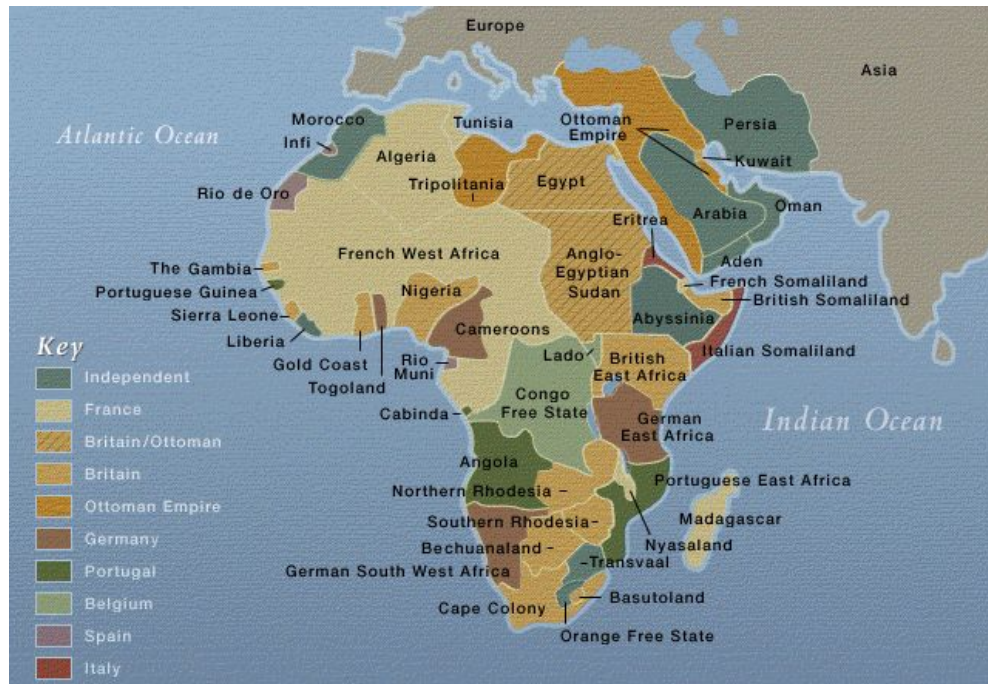 Europe
Asia
Atlantic Ocean
Morocco
Infi
Tunisia
Ottoman
Empire
Persia
Algeria
Kuwait
Rio de Oro
Tripolitania
Egypt
Oman
Arabia
Eritrea
French West Africa
Anglo-
Egyptian
Sudan
Aden
The Gambia
French Somaliland
Portuguese Guinea
Nigeria
British Somaliland
Sierra Leone
Abyssinia
Cameroons
Liberia
Lado
Italian Somaliland
Gold Coast
Rio
Muni
British
East Africa
Togoland
Congo
Free State
Cabinda
German
East Africa
Indian Ocean
Angola
Portuguese East Africa
Northern Rhodesia
Madagascar
Southern Rhodesia
Nyasaland
Bechuanaland
Transvaal
German South West Africa
Basutoland
Cape Colony
Orange Free State
Key
Independent
France
Britain/Ottoman
Britain
Ottoman Empire
Germany
Portugal
Belgium
Spain
Italy